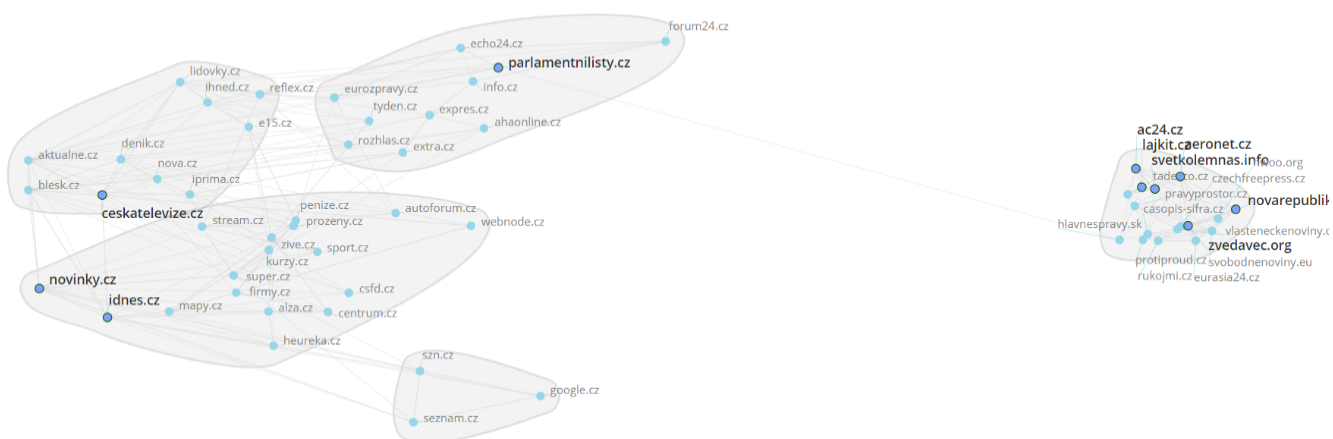 forum24.cz
echo24.cz
parlamentnilisty.cz
lidovky.cz
ihned.cz
reflex.cz
info.cz
eurozpravy.cz
tyden.cz
expres.cz
ahaonline.cz
e15.cz
rozhlas.cz
extra.cz
denik.cz
aktualne.cz
nova.cz
iprima.cz
blesk.cz
ceskatelevize.cz
stream.cz
penize.cz
prozeny.cz
autoforum.cz
webnode.cz
zive.cz
sport.cz
kurzy.cz
super.cz
novinky.cz
idnes.cz
firmy.cz
csfd.cz
mapy.cz
alza.cz
centrum.cz
heureka.cz
szn.cz
google.cz
seznam.cz
ac24.cz
lajkit.cz
aeronet.cz
svetkolemnas.info
czechfreepress.cz
pravyprostor.cz
novarepublik
casopis-sifra.cz
hlavnespravy.sk
vlasteneckenoviny.c
zvedavec.org
protiproud.cz
svobodnenoviny.eu
rukojmi.cz
eurasia24.cz